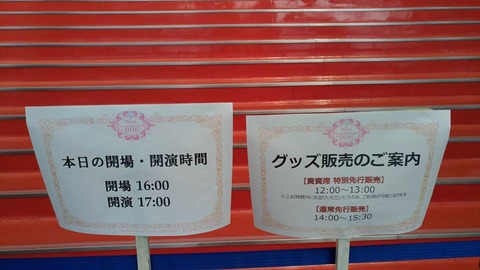 2016
本日の開場・開演時間
開場 16:00
開演 17:00
グッズ販売のご案内
【貴賓席 特別先行販売】
12:00～13:00
【通常先行販売】
14:00～15:30